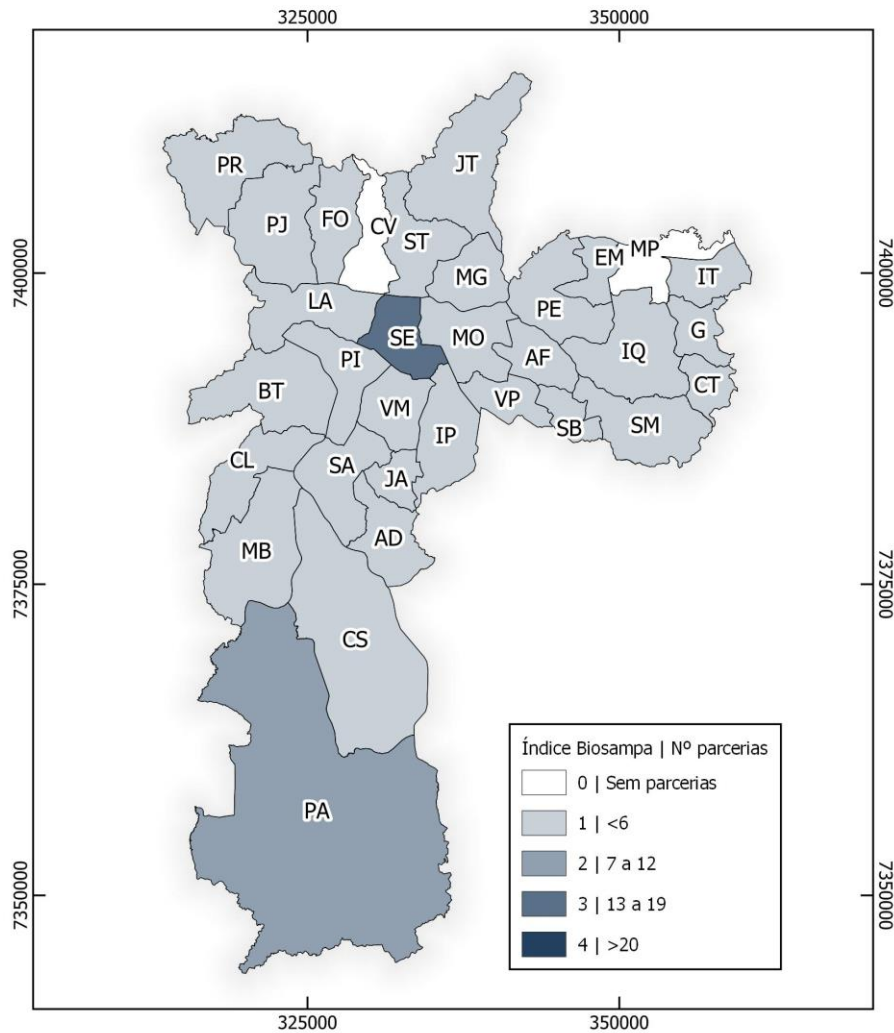 325000 350000
PR
JT
PJ
FO
CV
ST
EM
MP
7400000
7400000
MG
IT
LA
PE
SE
MO
G
IQ
PI
AF
BT
CT
VP
VM
SB
SM
IP
CL
SA
JA
AD
MB
7375000
7375000
CS
Índice Biosampa | Nº parcerias
0 | Sem parcerias
1 | <6
PA
2 | 7 a 12
3 | 13 a 19
4 | >20
7350000
7350000
325000 350000